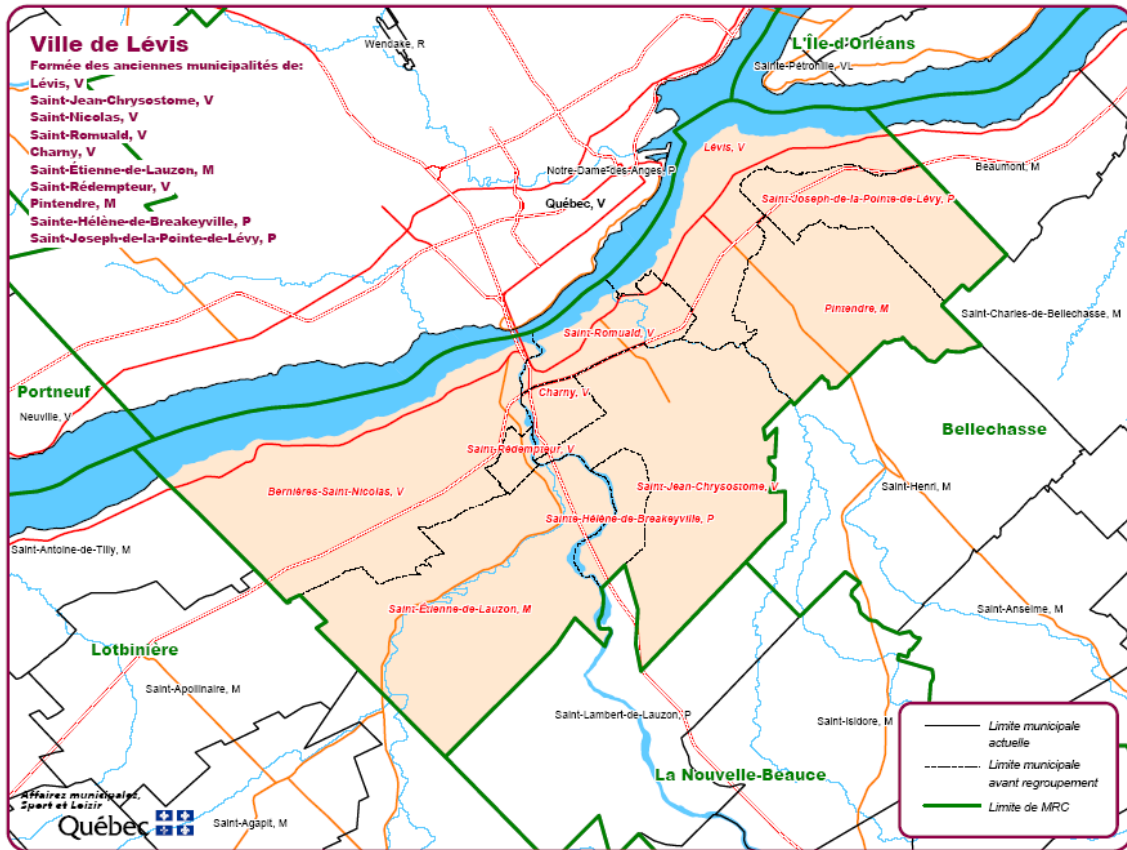 Ville de Lévis
Formée des anciennes municipalités de:
Lévis, V
Saint-Jean-Chrysostome, V
Saint-Nicolas, V
Saint-Romuald, V
Charny, V
Saint-Étienne-de-Lauzon, M
Saint-Rédempteur, V
Pintendre, M
Sainte-Hélène-de-Breakeyville, P
Saint-Joseph-de-la-Pointe-de-Lévy, P
Wendake, R
L'Île-d'Orléans
Sainte-Pétronille, VL
Lévis, V
Notre-Dame-des-Anges, P
Beaumont, M
Québec, V
Saint-Joseph-de-la-Pointe-de-Lévy, P
Pintendre, M
Saint-Charles-de-Bellechasse, M
Saint-Romuald, V
Portneuf
Neuville, V
Charny, V
Bellechasse
Saint-Rédempteur, V
Bernières-Saint-Nicolas, V
Saint-Jean-Chrysostome, V
Saint-Henri, M
Sainte-Hélène-de-Breakeyville, P
Saint-Antoine-de-Tilly, M
Saint-Étienne-de-Lauzon, M
Saint-Anselme, M
Lotbinière
Saint-Apollinaire, M
Saint-Lambert-de-Lauzon, P
Saint-Isidore, M
La Nouvelle-Beauce
Saint-Agapit, M
Limite municipale
actuelle
Limite municipale
avant regroupement
Limite de MRC
Affaires municipales,
Sport et Loisir
Québec